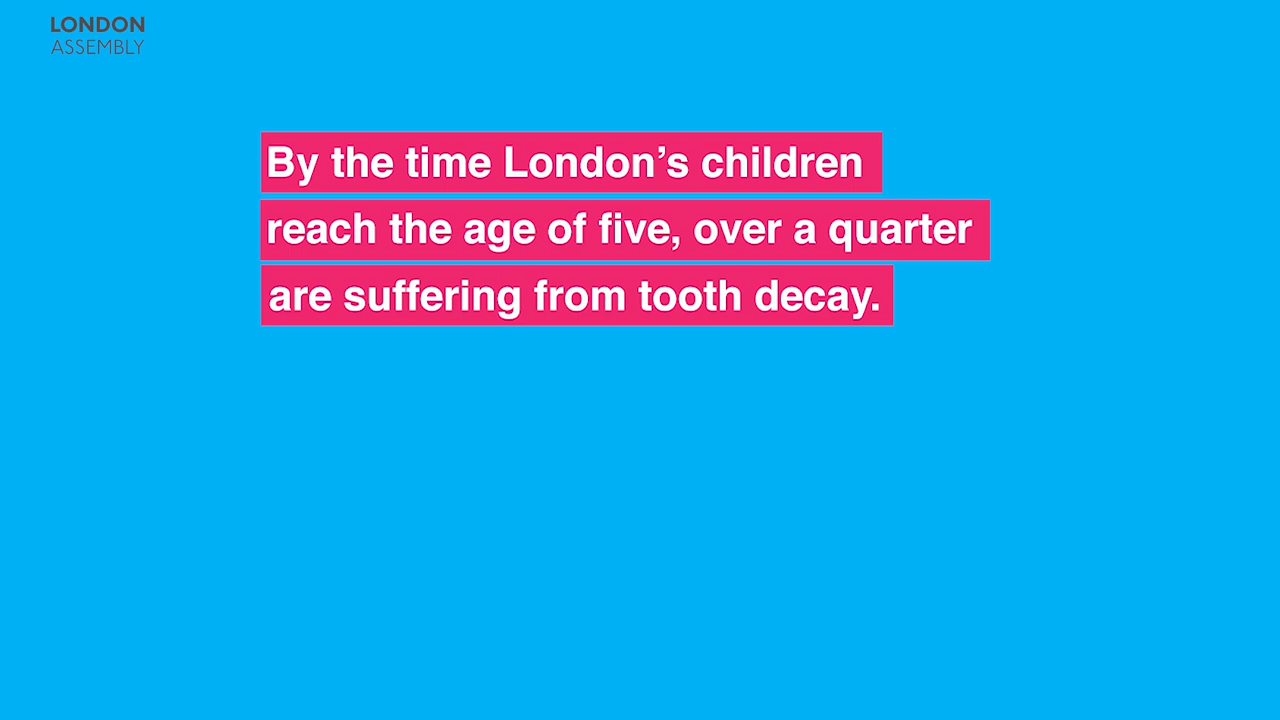 LONDON
ASSEMBLY
By the time London’s children
reach the age of five, over a quarter
are suffering from tooth decay.